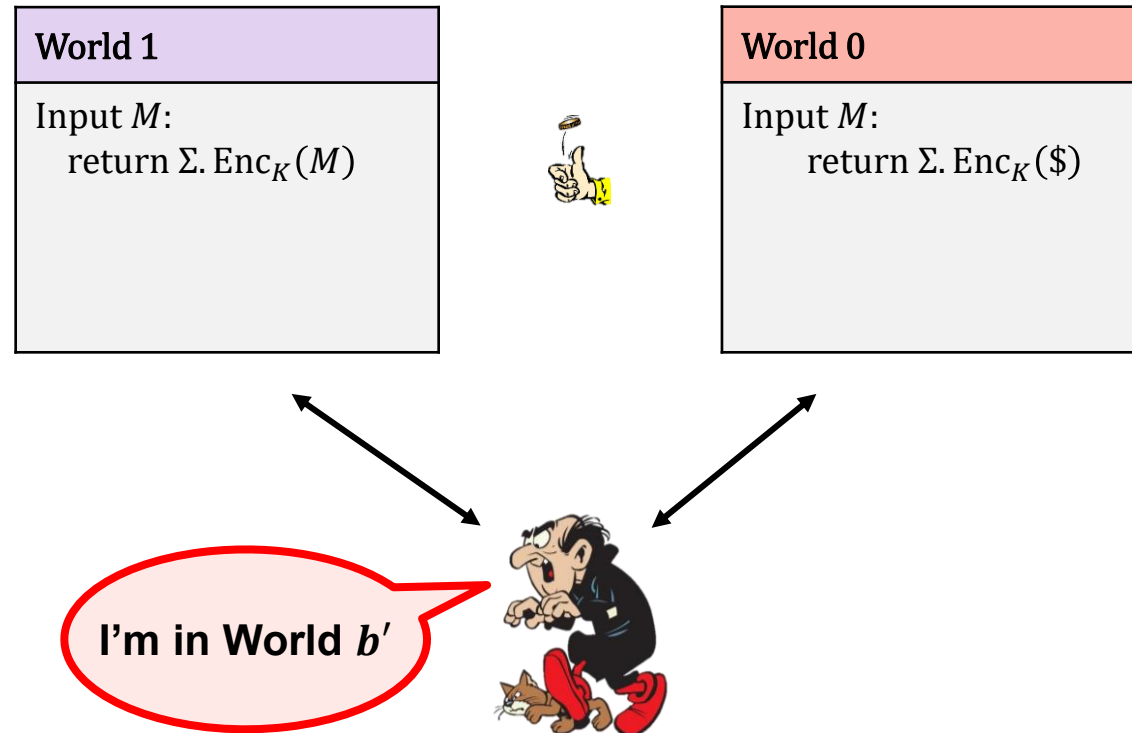 World 1
Input 𝑀:
return Σ. Enc𝐾(𝑀)
World 0
Input 𝑀:
return Σ. Enc𝐾($)
I’m in World 𝒃′